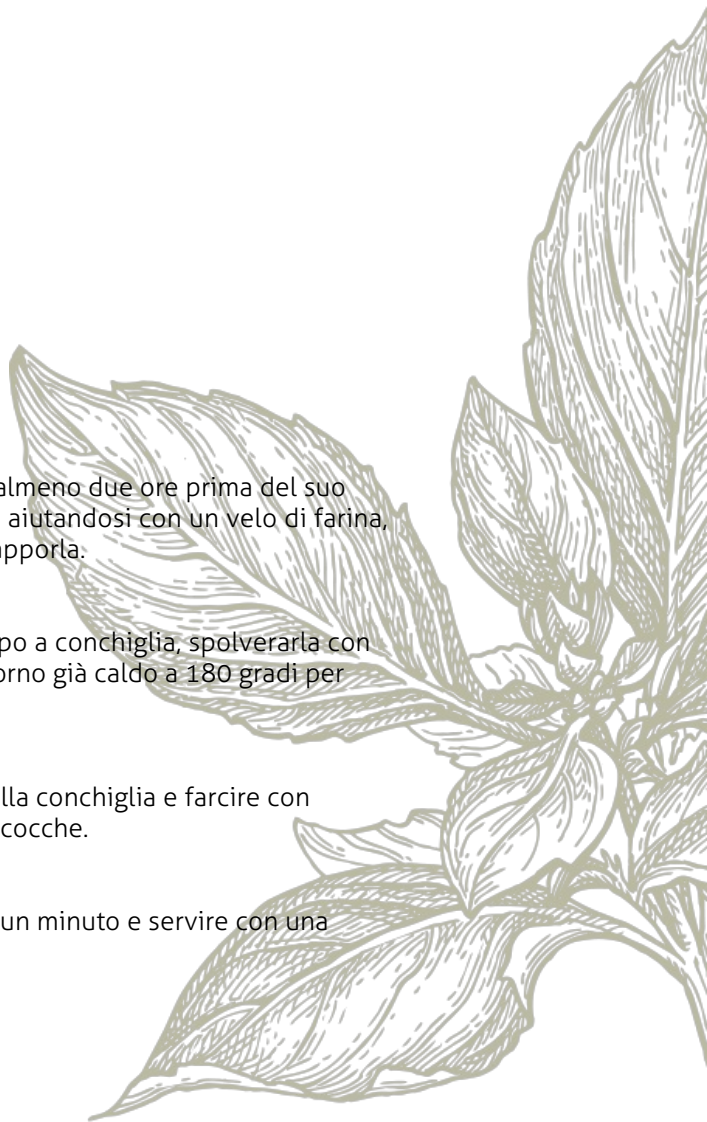 almeno due ore prima del suo
aiutandosi con un velo di farina,
apporla.
po a conchiglia, spolverarla con
orno già caldo a 180 gradi per
lla conchiglia e farcire con
cocche.
un minuto e servire con una